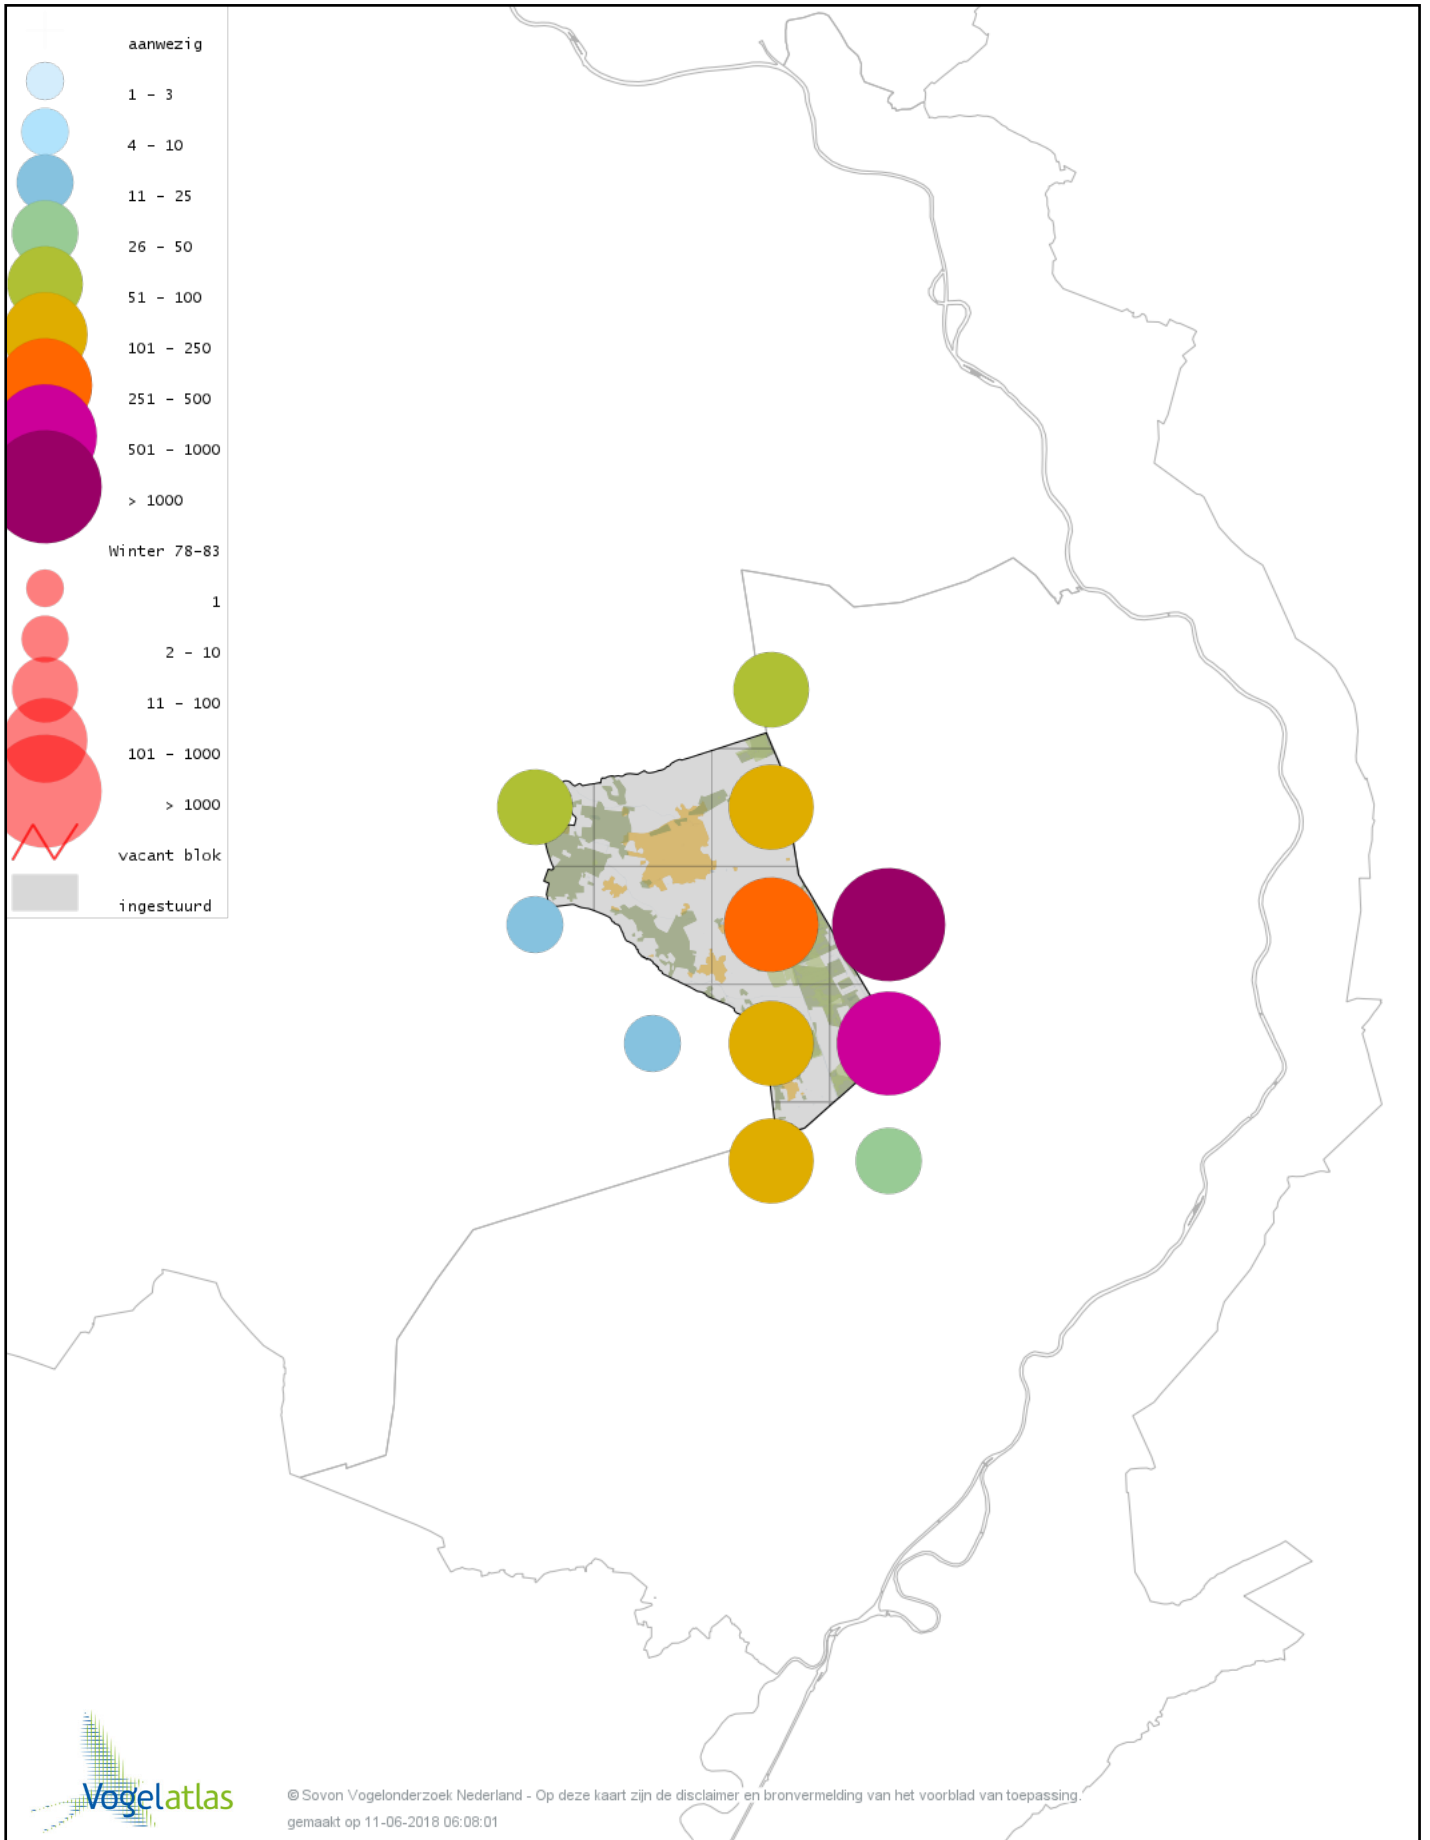 aanwezig
1 - 3
4 - 10
11 - 25
26 - 50
51 - 100
101 - 250
251 - 500
501 - 1000
> 1000
Winter 78-83
1
2 - 10
11 - 100
101 - 1000
> 1000
vacant blok
ingestuurd
Vogelatlas
© Sovon Vogelonderzoek Nederland - Op deze kaart zijn de disclaimer en bronvermelding van het voorblad van toepassing.
gemaakt op 11-06-2018 06:08:01